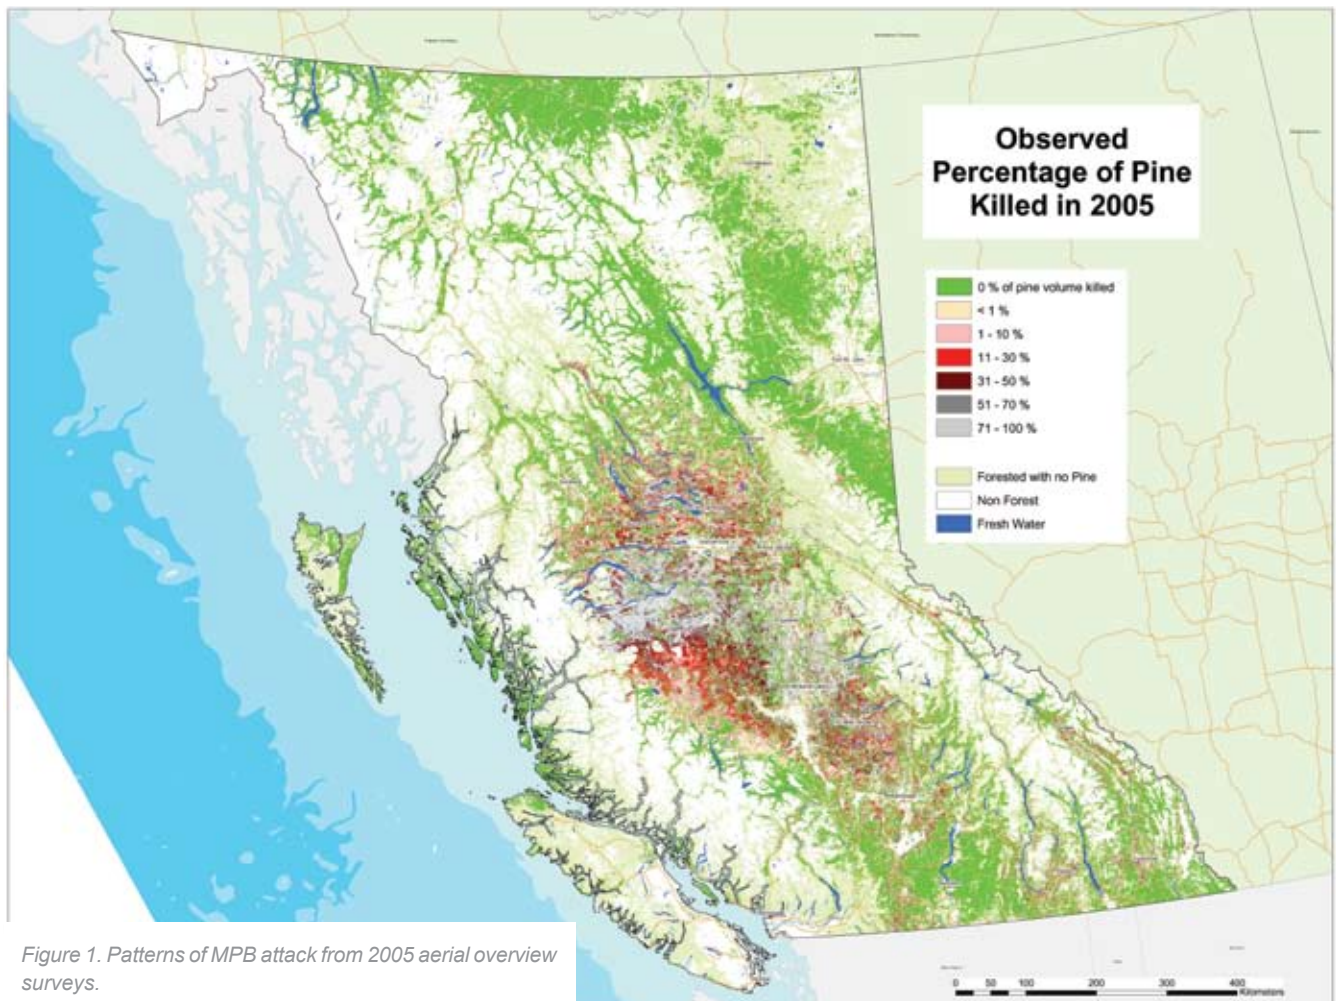 Observed
Percentage of Pine
Killed in 2005
0 % of pine volume killed
< 1 %
1 - 10 %
11 - 30 %
31 - 50 %
51 - 70 %
71 - 100 %
Forested with no Pine
Non Forest
Fresh Water
0 50 100 200 300 400
Kilometers
Figure 1. Patterns of MPB attack from 2005 aerial overview
surveys.